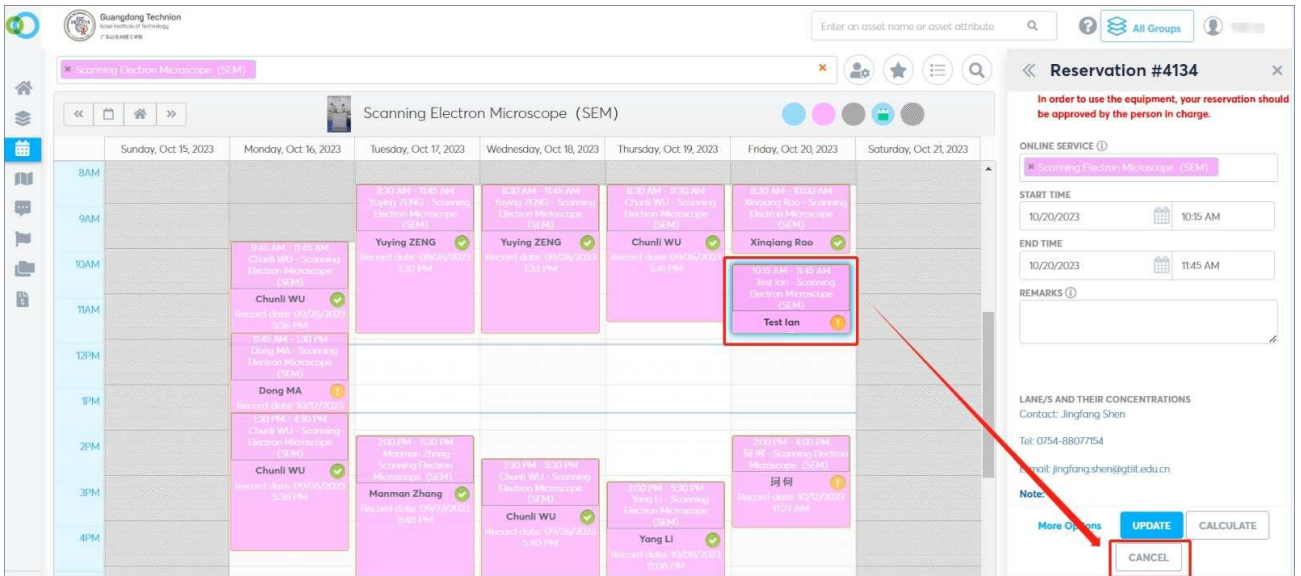 Guangdong Technion
Israel Institute of Technology
Enter an asset name or asset attribute
All Groups
× Scanning Electron Microscope (SEM)
Scanning Electron Microscope (SEM)
Sunday, Oct 15, 2023
Monday, Oct 16, 2023
Tuesday, Oct 17, 2023
Wednesday, Oct 18, 2023
Thursday, Oct 19, 2023
Friday, Oct 20, 2023
Saturday, Oct 21, 2023
8AM
9AM
10AM
11AM
12PM
1PM
2PM
3PM
4PM
9:45 AM - 11:45 AM
Chunli WU - Scanning
Electron Microscope
(SEM)
Chunli WU
Record date: 09/26/2023
5:36 PM
11:45 AM - 1:30 PM
Dong MA - Scanning
Electron Microscope
(SEM)
Dong MA
Record date: 10/12/2023
1:30 PM - 4:30 PM
Chunli WU - Scanning
Electron Microscope
(SEM)
Chunli WU
Record date: 09/26/2023
5:38 PM
8:30 AM - 11:45 AM
Yuying ZENG - Scanning
Electron Microscope
(SEM)
Yuying ZENG
Record date: 09/28/2023
1:30 PM
2:00 PM - 5:30 PM
Manman Zhang -
Scanning Electron
Microscope (SEM)
Manman Zhang
Record date: 09/27/2023
11:49 PM
8:30 AM - 11:45 AM
Yuying ZENG - Scanning
Electron Microscope
(SEM)
Yuying ZENG
Record date: 09/28/2023
1:33 PM
2:30 PM - 5:30 PM
Chunli WU - Scanning
Electron Microscope
(SEM)
Chunli WU
Record date: 09/26/2023
5:40 PM
8:30 AM - 11:30 AM
Chunli WU - Scanning
Electron Microscope
(SEM)
Chunli WU
Record date: 09/26/2023
5:41 PM
3:00 PM - 5:30 PM
Yang Li - Scanning
Electron Microscope
(SEM)
Yang Li
Record date: 10/08/2023
11:08 PM
8:30 AM - 10:00 AM
Xinqiang Rao - Scanning
Electron Microscope
(SEM)
Xinqiang Rao
10:15 AM - 11:45 AM
Test Ian - Scanning
Electron Microscope
(SEM)
Test Ian
2:00 PM - 4:00 PM
珂 何 - Scanning Electron
Microscope (SEM)
珂 何
Record date: 10/12/2023
11:27 AM
Reservation #4134
In order to use the equipment, your reservation should
be approved by the person in charge.
ONLINE SERVICE
× Scanning Electron Microscope (SEM)
START TIME
10/20/2023 10:15 AM
END TIME
10/20/2023 11:45 AM
REMARKS
LANE/S AND THEIR CONCENTRATIONS
Contact: Jingfang Shen
Tel: 0754-88077154
E-mail: jingfang.shen@gtiit.edu.cn
Note:
More Options
UPDATE
CALCULATE
CANCEL